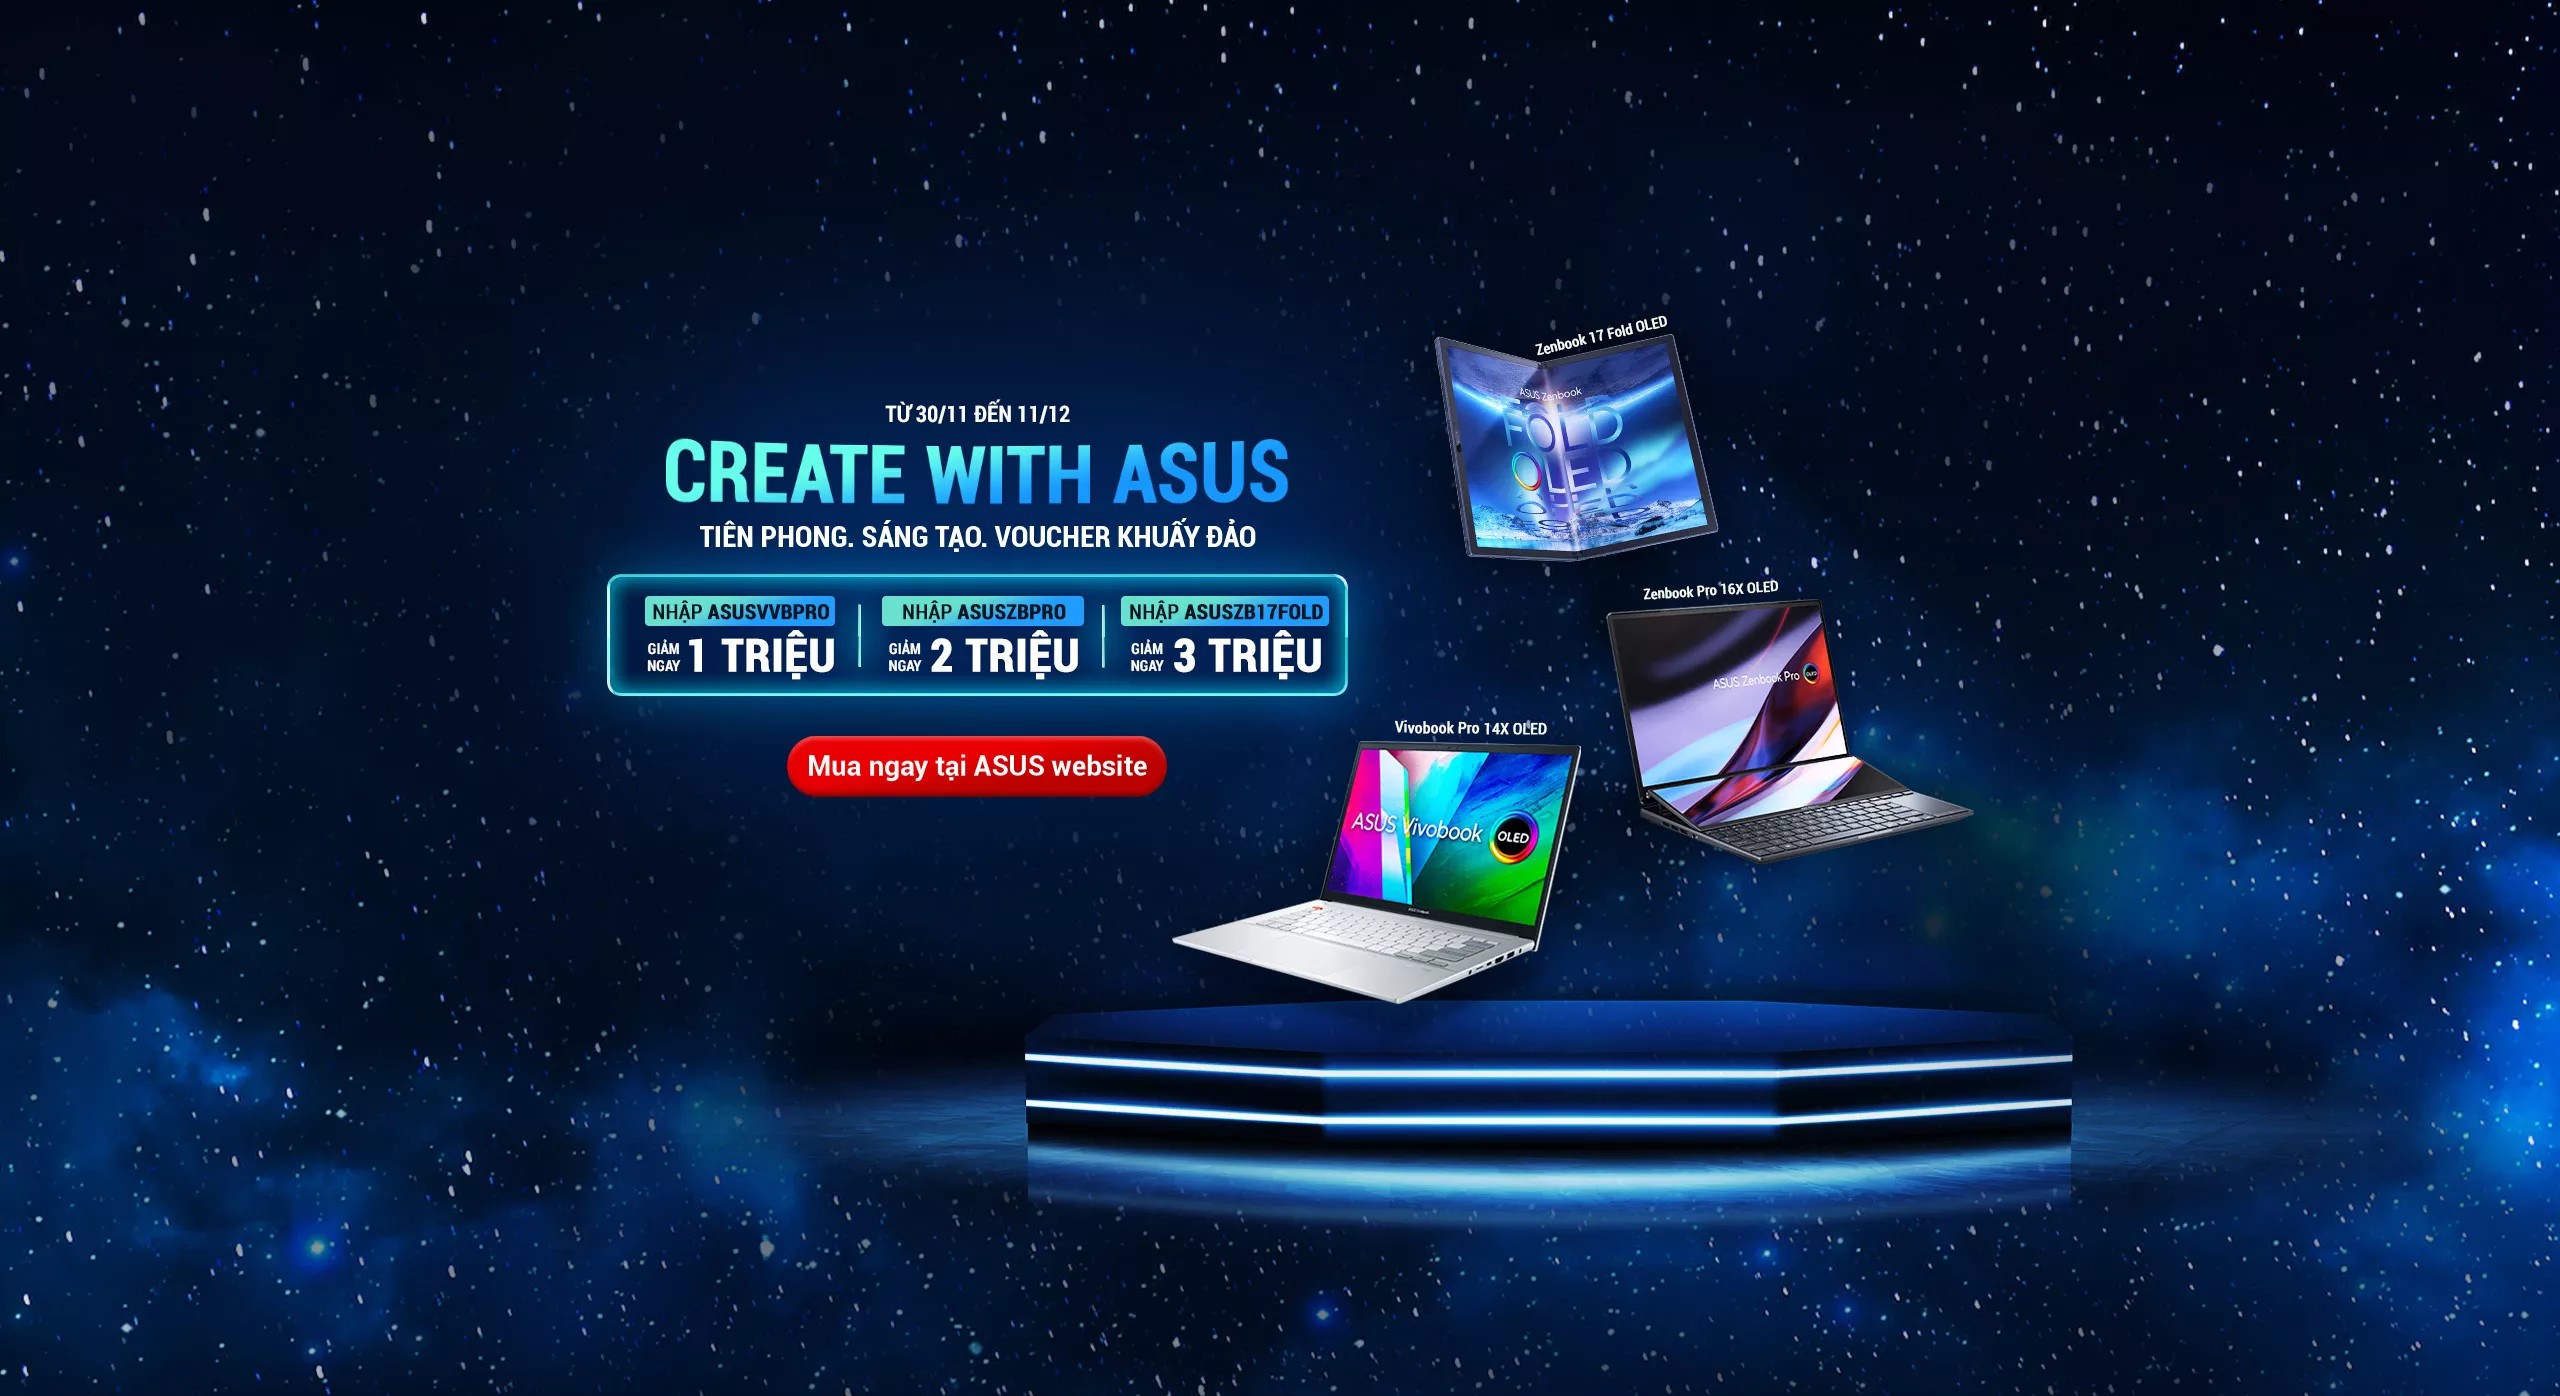 TỪ 30/11 ĐẾN 11/12
CREATE WITH ASUS
TIÊN PHONG. SÁNG TẠO. VOUCHER KHUẤY ĐẢO
NHẬP ASUSVVBPRO
GIẢM NGAY 1 TRIỆU
NHẬP ASUSZBPRO
GIẢM NGAY 2 TRIỆU
NHẬP ASUSZB17FOLD
GIẢM NGAY 3 TRIỆU
Mua ngay tại ASUS website
Zenbook 17 Fold OLED
ASUS Zenbook
FOLD
OLED
Zenbook Pro 16X OLED
ASUS Zenbook Pro OLED
Vivobook Pro 14X OLED
ASUS Vivobook OLED